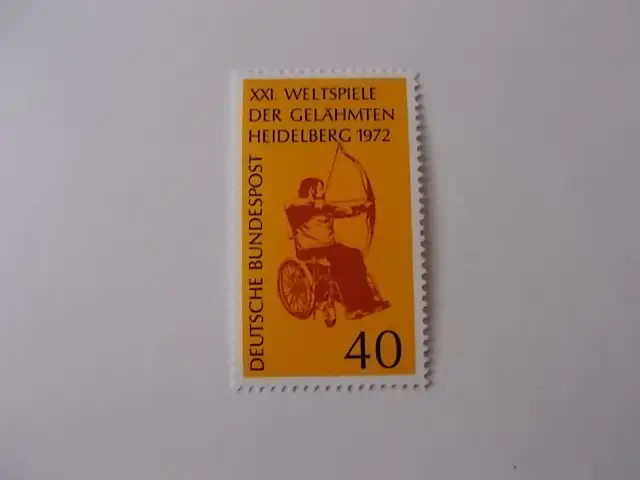 XXI. WELTSPIELE
DER GELÄHMTEN
HEIDELBERG 1972
DEUTSCHE BUNDESPOST
40